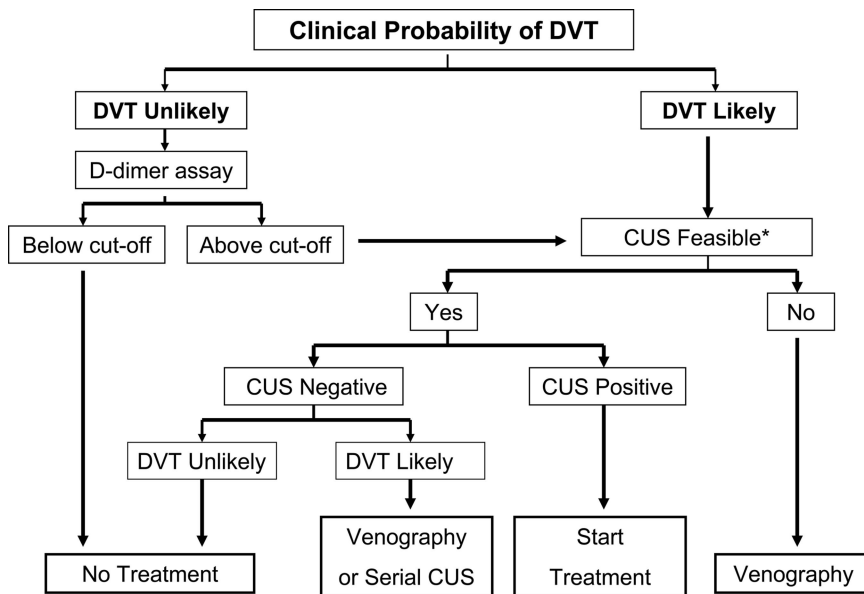 Clinical Probability of DVT
DVT Unlikely
DVT Likely
D-dimer assay
Below cut-off
Above cut-off
CUS Feasible*
Yes
No
CUS Negative
CUS Positive
DVT Unlikely
DVT Likely
No Treatment
Venography
or Serial CUS
Start
Treatment
Venography